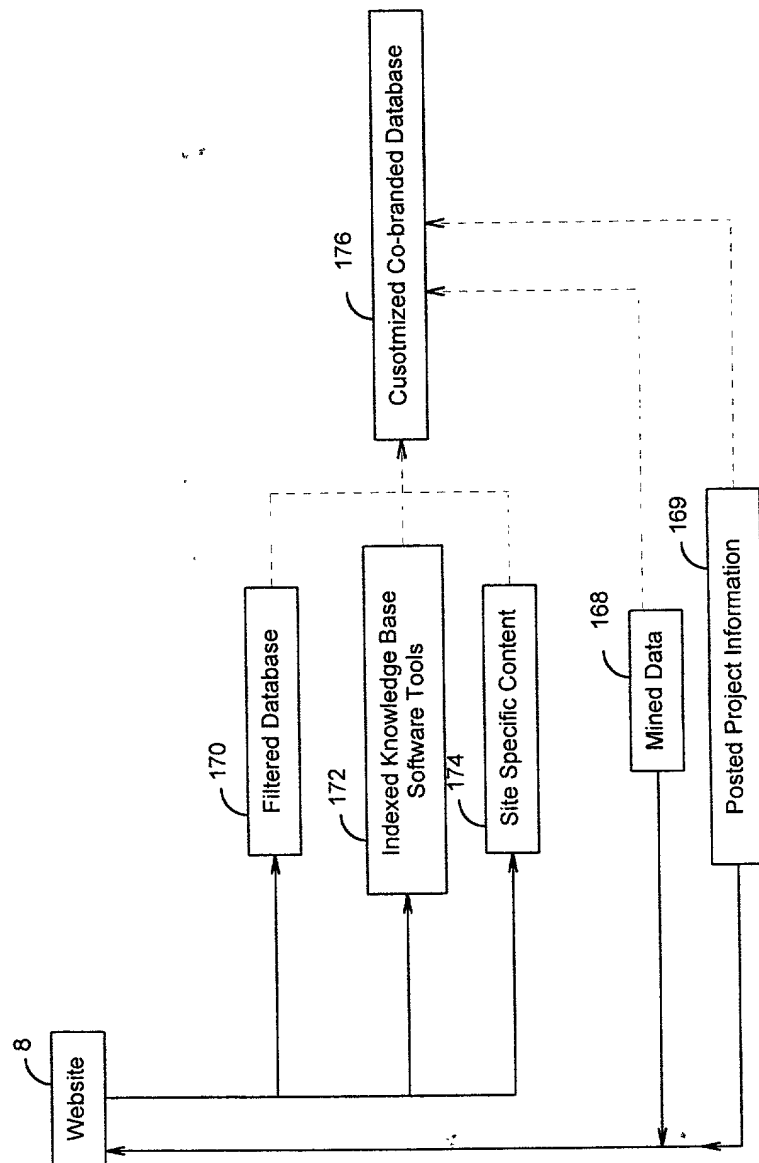 8
Website
170
Filtered Database
172
Indexed Knowledge Base
Software Tools
174
Site Specific Content
176
Cusotmized Co-branded Database
168
Mined Data
169
Posted Project Information